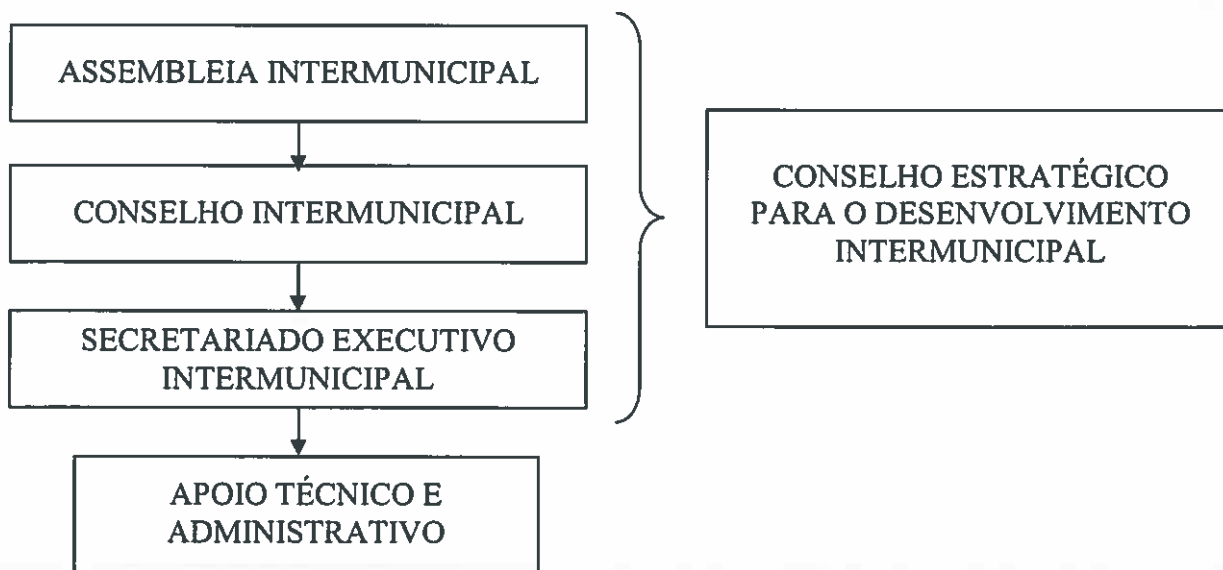 ASSEMBLEIA INTERMUNICIPAL
CONSELHO INTERMUNICIPAL
SECRETARIADO EXECUTIVO
INTERMUNICIPAL
APOIO TÉCNICO E
ADMINISTRATIVO
CONSELHO ESTRATÉGICO
PARA O DESENVOLVIMENTO
INTERMUNICIPAL